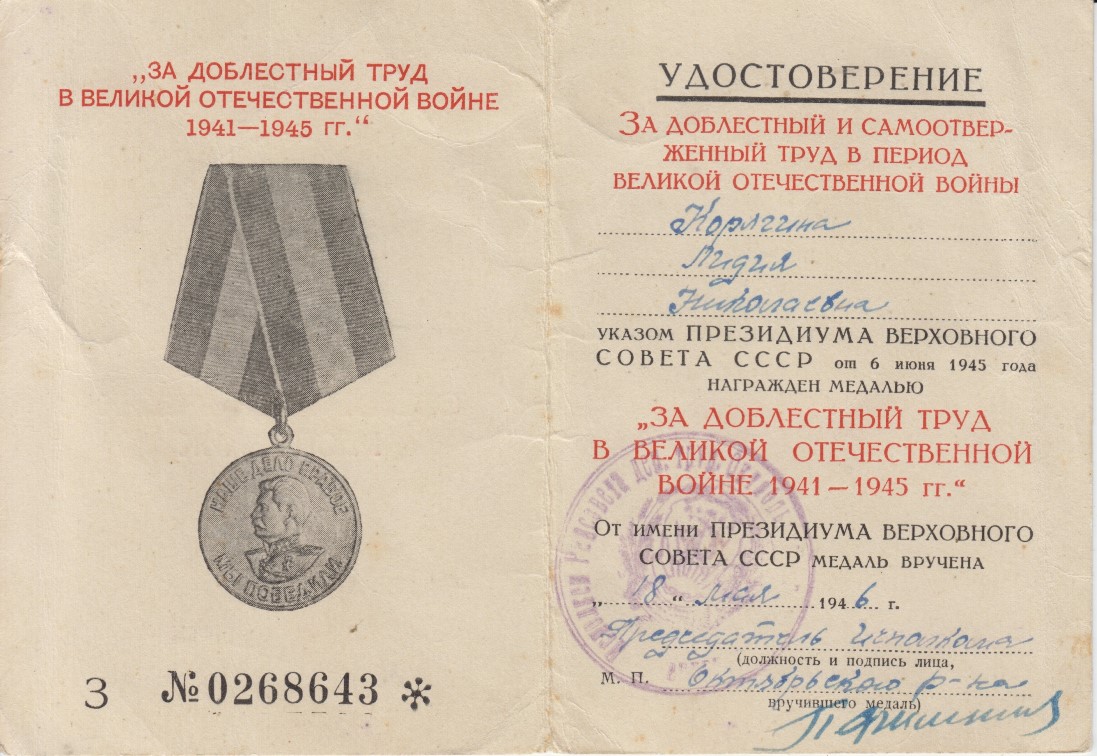 „ЗА ДОБЛЕСТНЫЙ ТРУД
В ВЕЛИКОЙ ОТЕЧЕСТВЕННОЙ ВОЙНЕ
1941—1945 ГГ.“
НАШЕ ДЕЛО ПРАВОЕ
МЫ ПОБЕДИЛИ
З №0268643 *
УДОСТОВЕРЕНИЕ
ЗА ДОБЛЕСТНЫЙ И САМООТВЕР-
ЖЕННЫЙ ТРУД В ПЕРИОД
ВЕЛИКОЙ ОТЕЧЕСТВЕННОЙ ВОЙНЫ
Корягина
Лидия
Николаевна
УКАЗОМ ПРЕЗИДИУМА ВЕРХОВНОГО
СОВЕТА СССР от 6 июня 1945 года
НАГРАЖДЕН МЕДАЛЬЮ
„ЗА ДОБЛЕСТНЫЙ ТРУД
В ВЕЛИКОЙ ОТЕЧЕСТВЕННОЙ
ВОЙНЕ 1941—1945 гг.“
От имени ПРЕЗИДИУМА ВЕРХОВНОГО
СОВЕТА СССР МЕДАЛЬ ВРУЧЕНА
„18“ мая 1946 г.
Председатель Исполкома
(должность и подпись лица,
М. П. Октябрьского р-на
вручившего медаль)